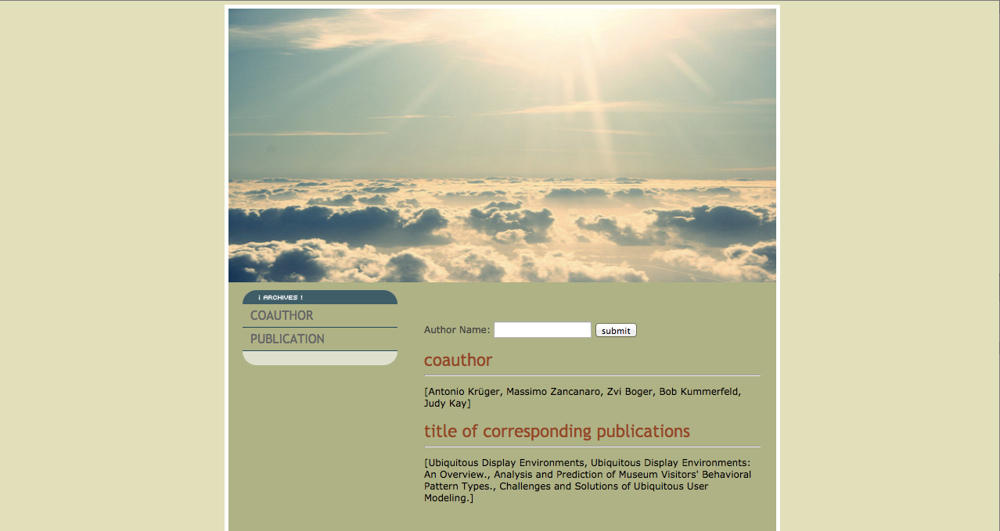 ¡ ARCHIVES !
COAUTHOR
PUBLICATION
Author Name: submit
coauthor
[Antonio Krüger, Massimo Zancanaro, Zvi Boger, Bob Kummerfeld,
Judy Kay]
title of corresponding publications
[Ubiquitous Display Environments, Ubiquitous Display Environments:
An Overview., Analysis and Prediction of Museum Visitors' Behavioral
Pattern Types., Challenges and Solutions of Ubiquitous User
Modeling.]